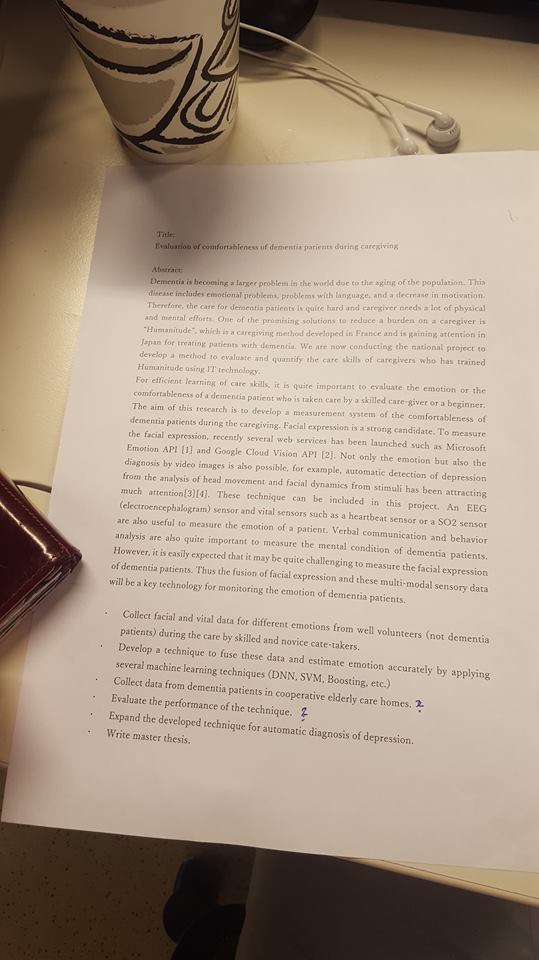 Title:
Evaluation of comfortableness of dementia patients during caregiving
Abstract:
Dementia is becoming a larger problem in the world due to the aging of the population. This
disease includes emotional problems, problems with language, and a decrease in motivation.
Therefore, the care for dementia patients is quite hard and caregiver needs a lot of physical
and mental efforts. One of the promising solutions to reduce a burden on a caregiver is
"Humanitude", which is a caregiving method developed in France and is gaining attention in
Japan for treating patients with dementia. We are now conducting the national project to
develop a method to evaluate and quantify the care skills of caregivers who has trained
Humanitude using IT technology.
For efficient learning of care skills, it is quite important to evaluate the emotion or the
comfortableness of a dementia patient who is taken care by a skilled care-giver or a beginner.
The aim of this research is to develop a measurement system of the comfortableness of
dementia patients during the caregiving. Facial expression is a strong candidate. To measure
the facial expression, recently several web services has been launched such as Microsoft
Emotion API [1] and Google Cloud Vision API [2]. Not only the emotion but also the
diagnosis by video images is also possible, for example, automatic detection of depression
from the analysis of head movement and facial dynamics from stimuli has been attracting
much attention[3][4]. These technique can be included in this project. An EEG
(electroencephalogram) sensor and vital sensors such as a heartbeat sensor or a SO2 sensor
are also useful to measure the emotion of a patient. Verbal communication and behavior
analysis are also quite important to measure the mental condition of dementia patients.
However, it is easily expected that it may be quite challenging to measure the facial expression
of dementia patients. Thus the fusion of facial expression and these multi-modal sensory data
will be a key technology for monitoring the emotion of dementia patients.
· Collect facial and vital data for different emotions from well volunteers (not dementia
patients) during the care by skilled and novice cate-takers.
· Develop a technique to fuse these data and estimate emotion accurately by applying
several machine learning techniques (DNN, SVM, Boosting, etc.)
· Collect data from dementia patients in cooperative elderly care homes. ?
· Evaluate the performance of the technique. ?
· Expand the developed technique for automatic diagnosis of depression.
· Write master thesis.